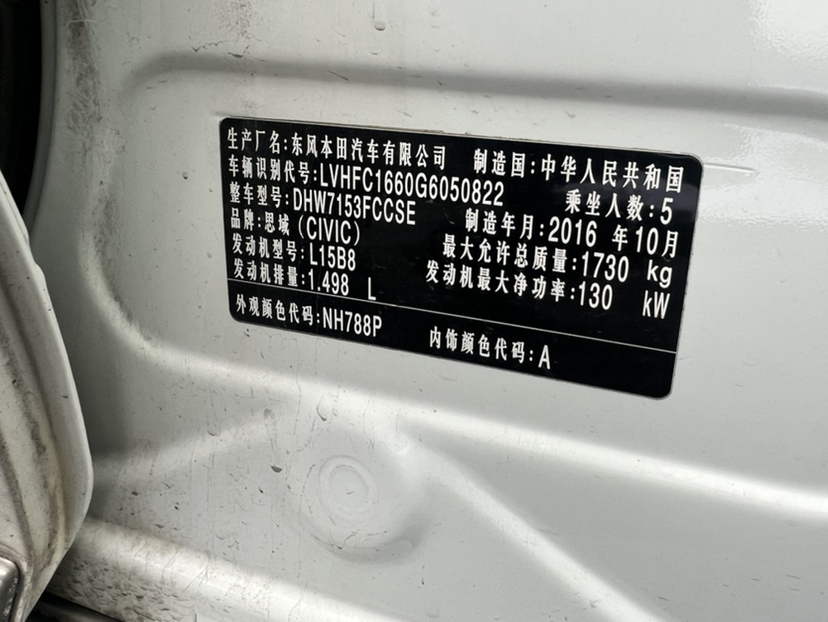 生产厂名:东风本田汽车有限公司 制造国:中华人民共和国
车辆识别代号:LVHFC1660G6050822 乘坐人数:5
整车型号:DHW7153FCCSE 制造年月:2016 年10月
品牌:思域(CIVIC) 最大允许总质量:1730 kg
发动机型号:L15B8 发动机最大净功率:130 kW
发动机排量:1.498 L
外观颜色代码:NH788P 内饰颜色代码:A